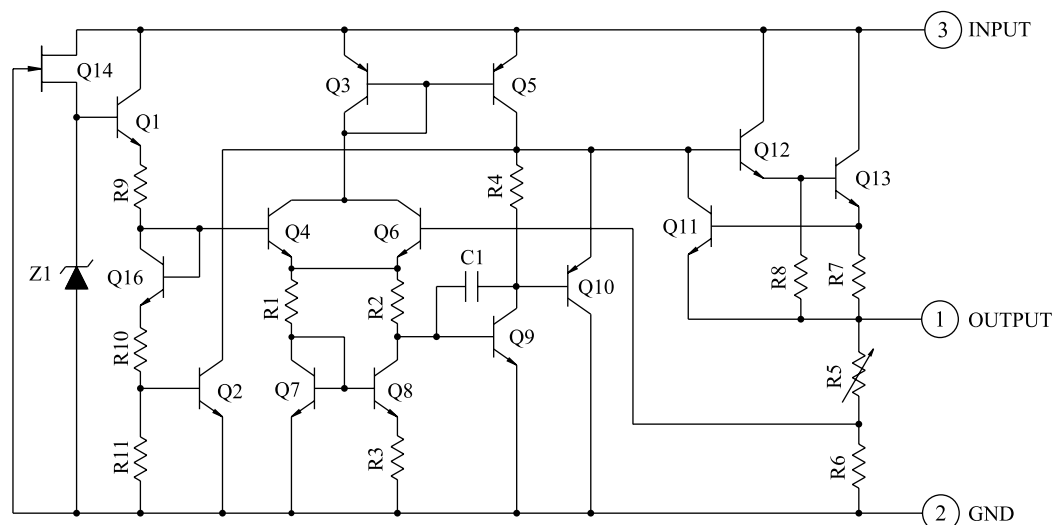 3 INPUT
Q14
Q3
Q5
Q1
Q12
R9
R4
Q13
Q11
Q4
Q6
C1
Z1
Q16
R1
R2
Q10
R8
R7
1 OUTPUT
R10
Q9
R5
Q2
Q7
Q8
R11
R3
R6
2 GND